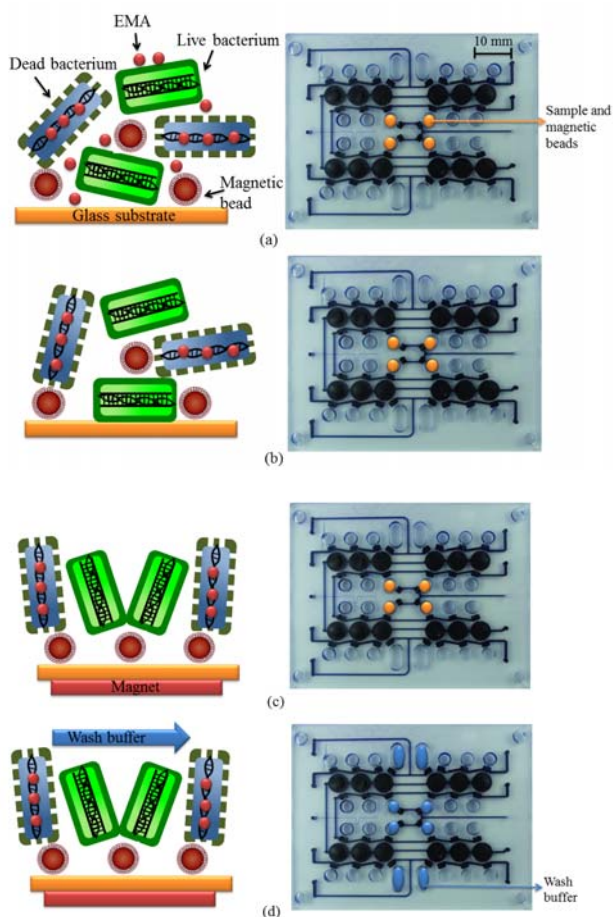 EMA
Live bacterium
Dead bacterium
10 mm
Sample and
magnetic
beads
Magnetic
bead
Glass substrate
(a)
(b)
Magnet
(c)
Wash buffer
Wash
buffer
(d)